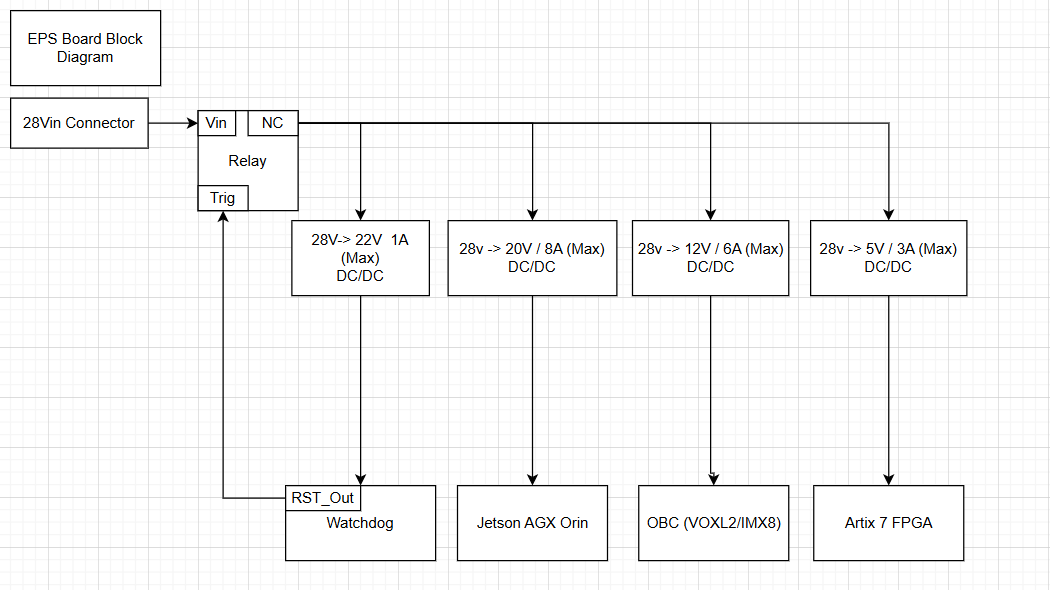 EPS Board Block
Diagram
28Vin Connector
Vin
NC
Relay
Trig
28V-> 22V  1A
(Max)
DC/DC
28v -> 20V / 8A (Max)
DC/DC
28v -> 12V / 6A (Max)
DC/DC
28v -> 5V / 3A (Max)
DC/DC
RST_Out
Watchdog
Jetson AGX Orin
OBC (VOXL2/IMX8)
Artix 7 FPGA